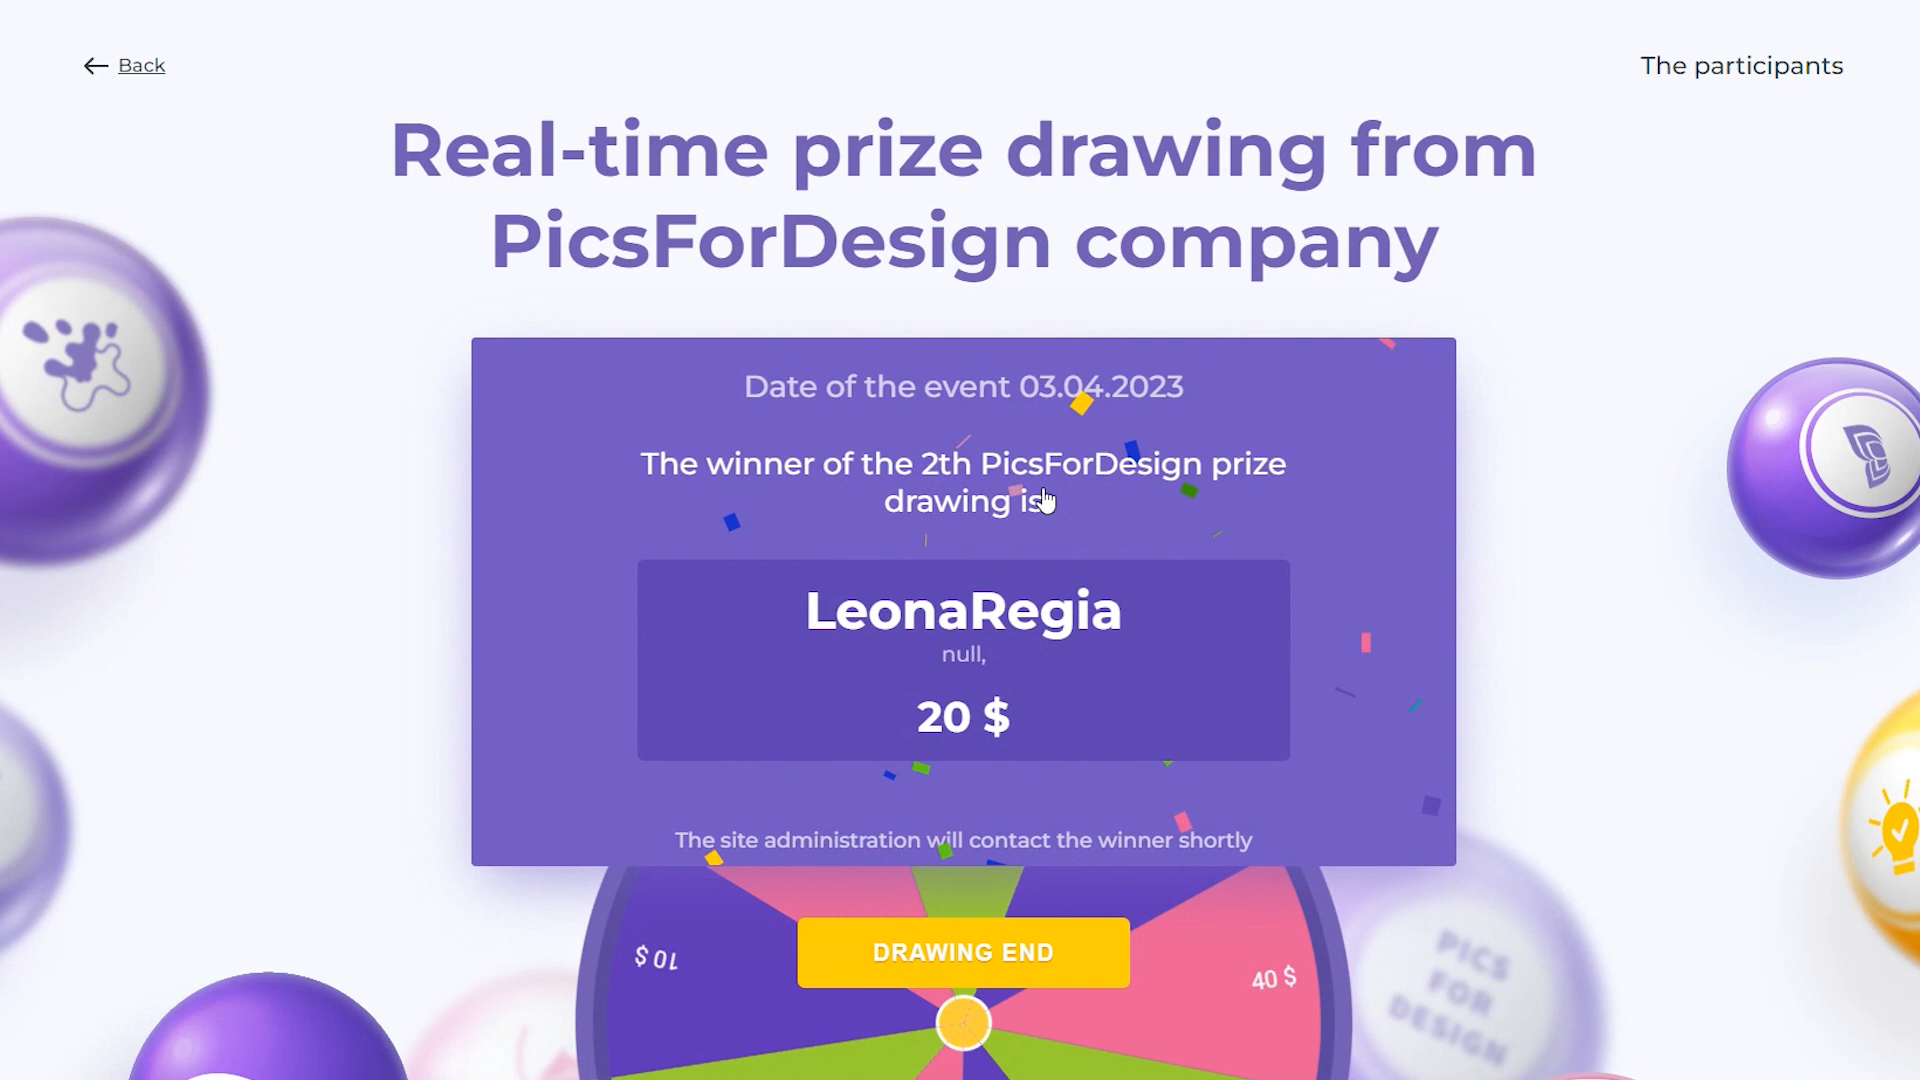 Back
The participants
Real-time prize drawing from
PicsForDesign company
Date of the event 03.04.2023
The winner of the 2th PicsForDesign prize
drawing is
LeonaRegia
null,
20 $
The site administration will contact the winner shortly
DRAWING END
10 $
40 $
PICS
FOR
DESIGN